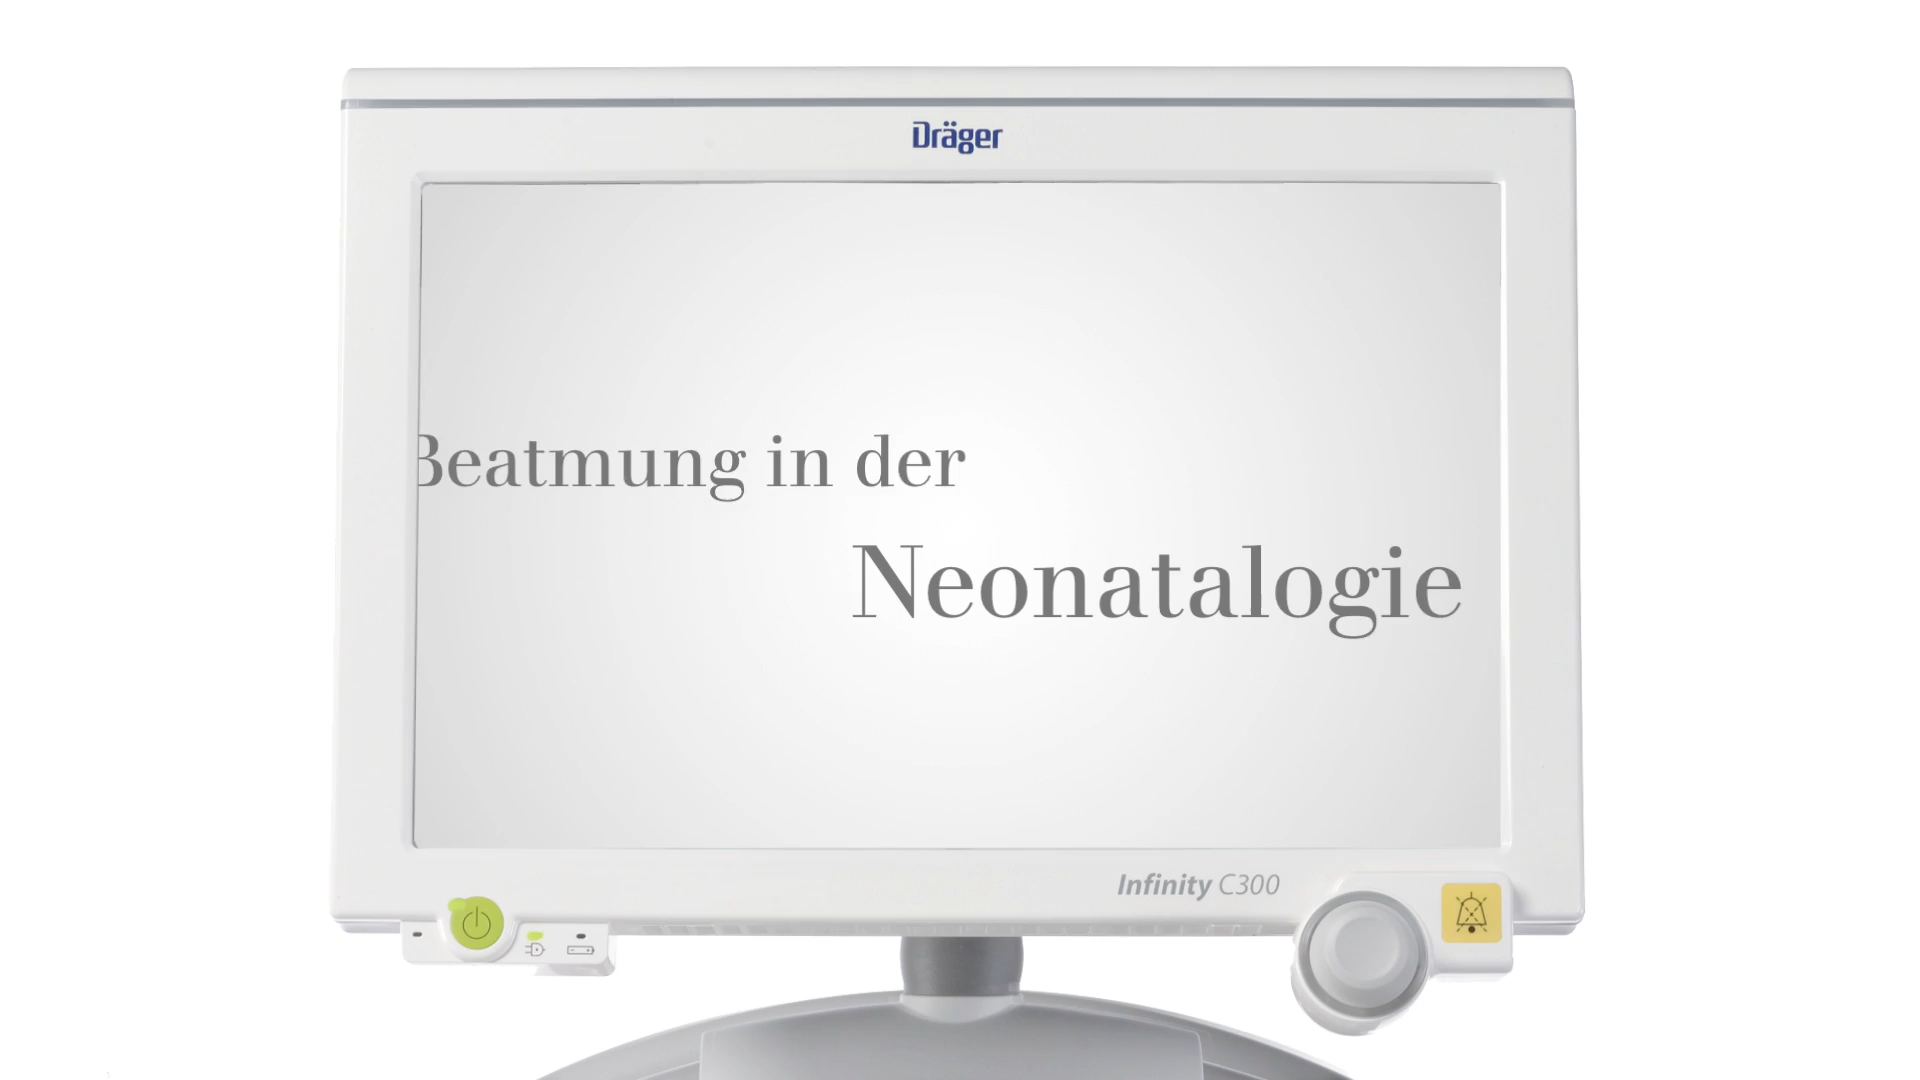 Dräger
Beatmung in der
Neonatalogie
Infinity C300